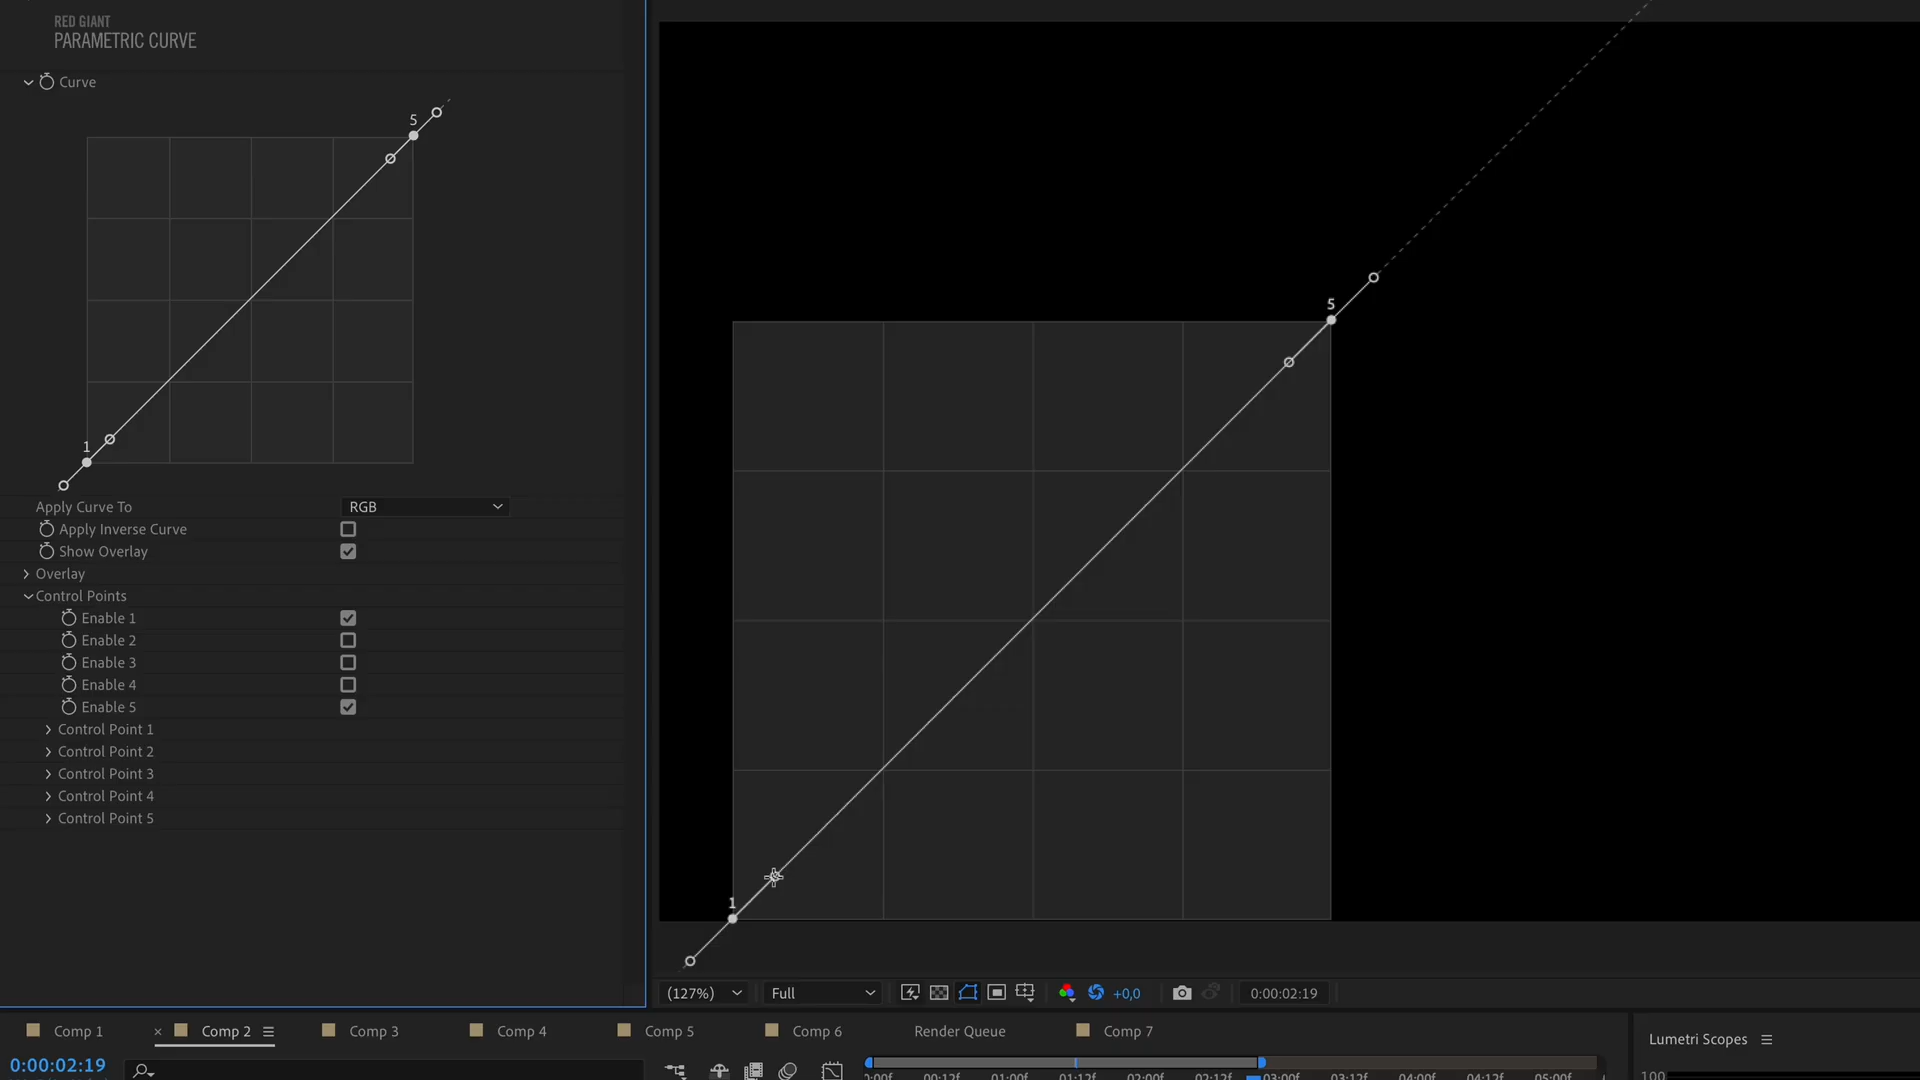 RED GIANT
PARAMETRIC CURVE
Curve
5
1
Apply Curve To RGB
Apply Inverse Curve
Show Overlay
Overlay
Control Points
Enable 1
Enable 2
Enable 3
Enable 4
Enable 5
Control Point 1
Control Point 2
Control Point 3
Control Point 4
Control Point 5
5
1
(127%) Full +0,0 0:00:02:19
Comp 1 × Comp 2 Comp 3 Comp 4 Comp 5 Comp 6 Render Queue Comp 7
Lumetri Scopes
0:00:02:19
:00f 00:12f 01:00f 01:12f 02:00f 02:12f 03:00f 03:12f 04:00f 04:12f 05:00f
100